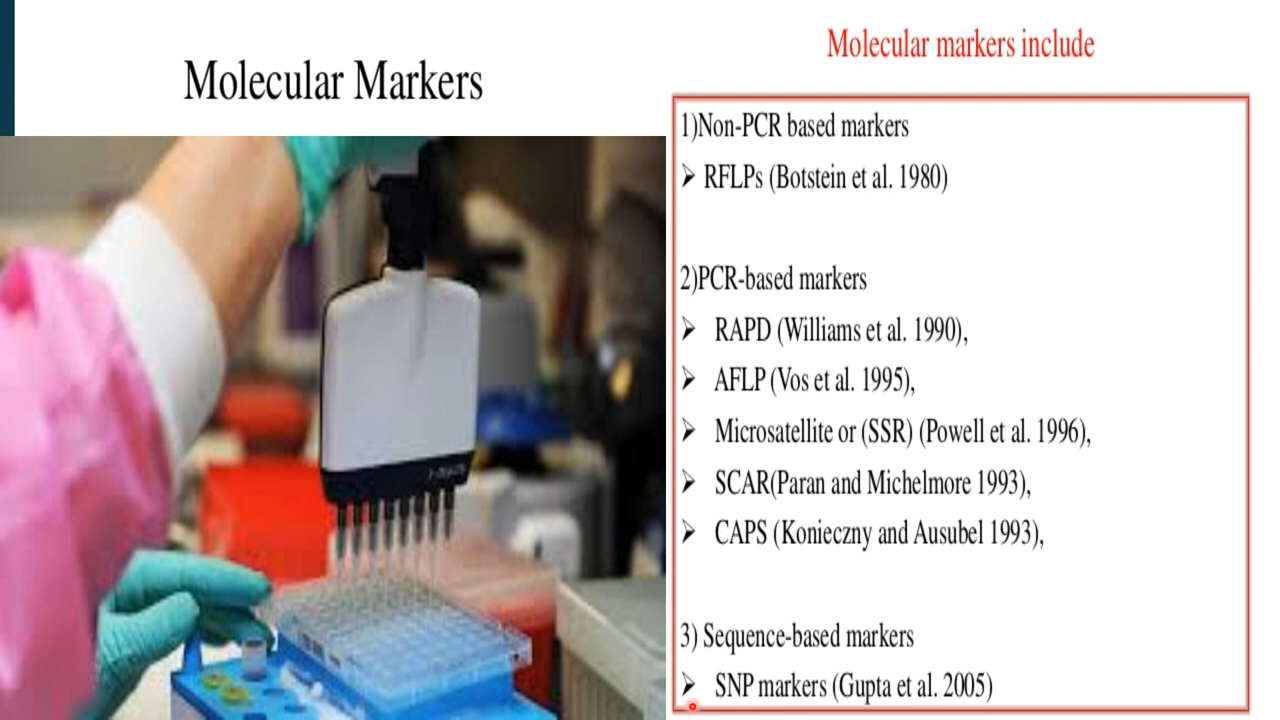 Molecular Markers
Molecular markers include
1)Non-PCR based markers
➢ RFLPs (Botstein et al. 1980)
2)PCR-based markers
➢ RAPD (Williams et al. 1990),
➢ AFLP (Vos et al. 1995),
➢ Microsatellite or (SSR) (Powell et al. 1996),
➢ SCAR(Paran and Michelmore 1993),
➢ CAPS (Konieczny and Ausubel 1993),
3) Sequence-based markers
➢ SNP markers (Gupta et al. 2005)